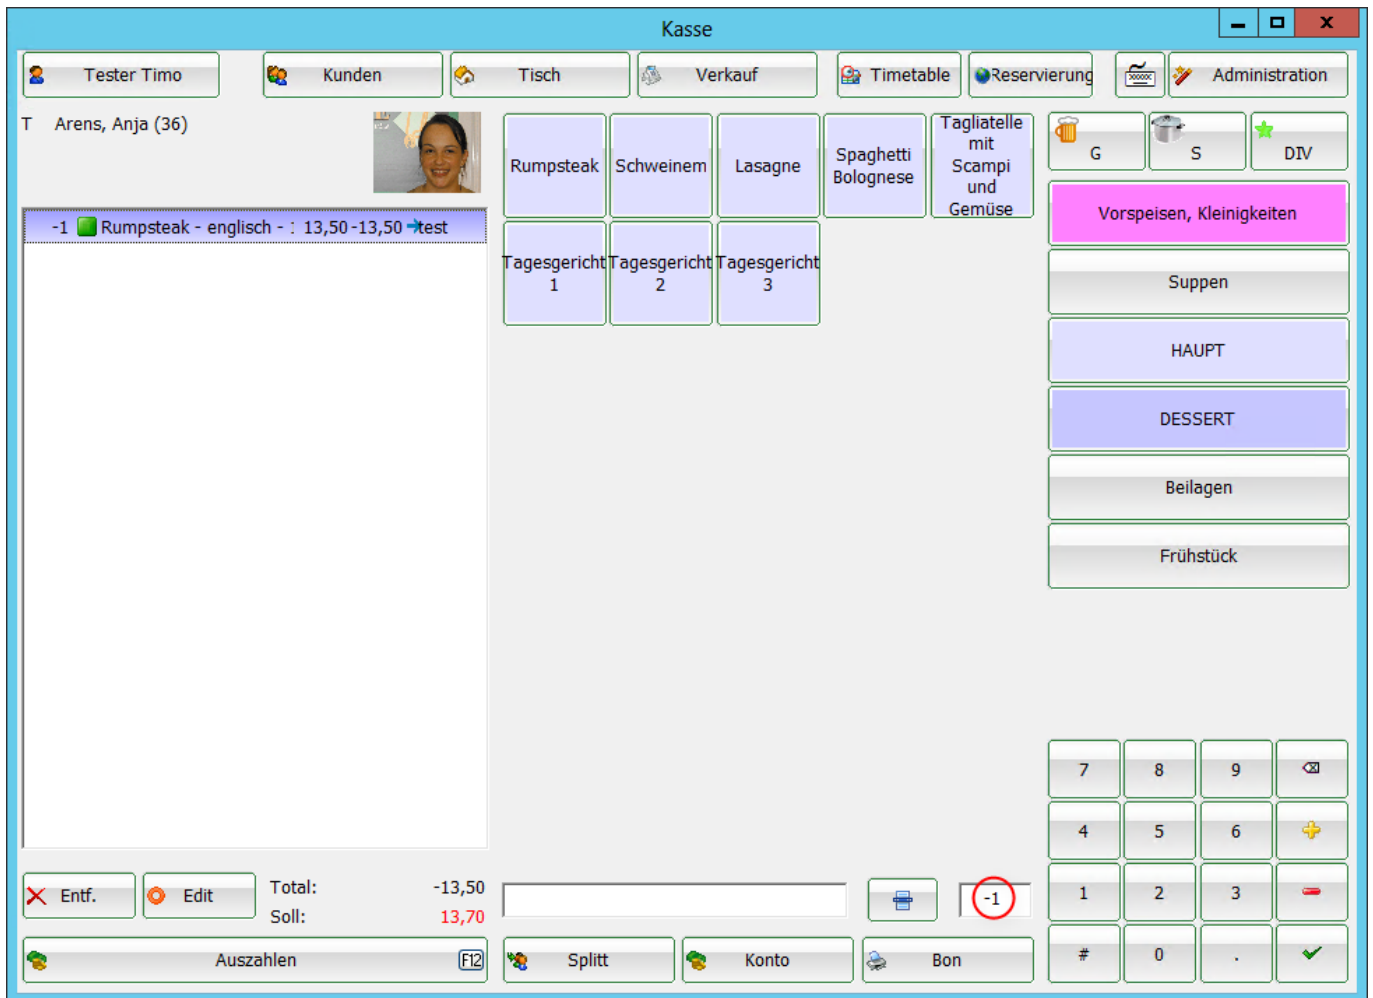 Kasse
Tester Timo
Kunden
Tisch
Verkauf
Timetable
Reservierung
Administration
T Arens, Anja (36)
-1 Rumpsteak - englisch - : 13,50 -13,50 test
Rumpsteak
Schweinem
Lasagne
Spaghetti
Bolognese
Tagliatelle
mit
Scampi
und
Gemüse
Tagesgericht
1
Tagesgericht
2
Tagesgericht
3
G
S
DIV
Vorspeisen, Kleinigkeiten
Suppen
HAUPT
DESSERT
Beilagen
Frühstück
7 8 9
4 5 6
1 2 3
# 0 .
Entf.
Edit
Total: -13,50
Soll: 13,70
-1
Auszahlen F12
Splitt
Konto
Bon